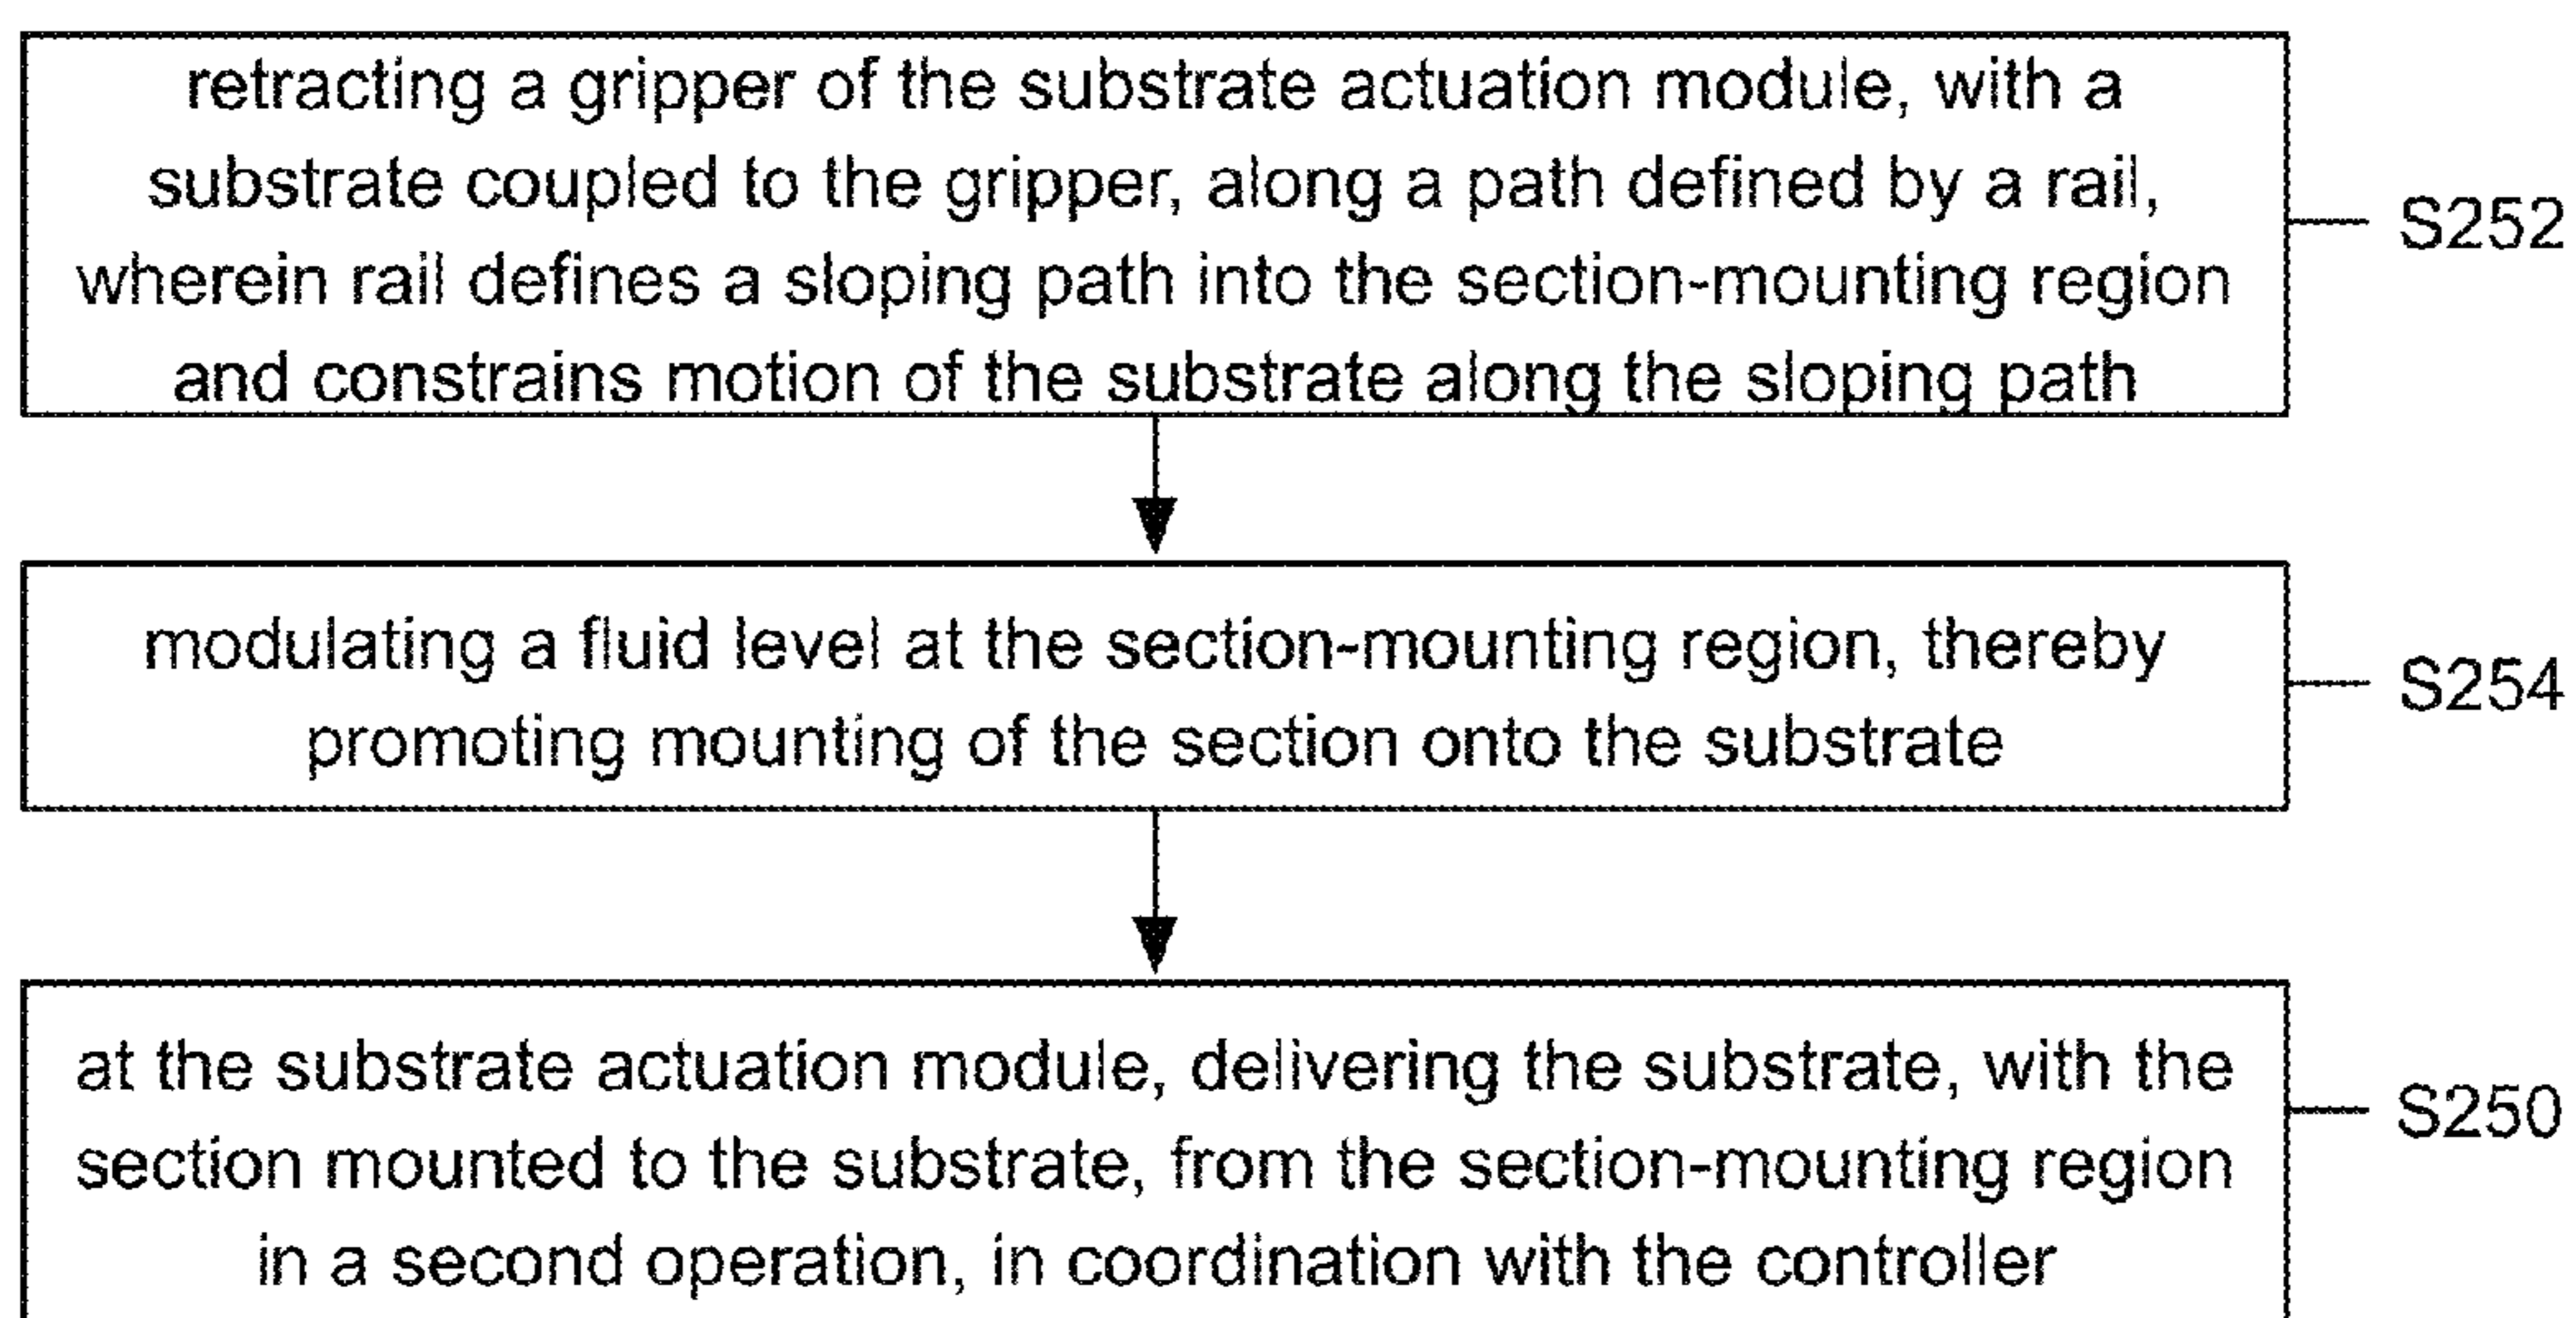 retracting a gripper of the substrate actuation module, with a
substrate coupled to the gripper, along a path defined by a rail,
wherein rail defines a sloping path into the section-mounting region
and constrains motion of the substrate along the sloping path
S252
modulating a fluid level at the section-mounting region, thereby
promoting mounting of the section onto the substrate
S254
at the substrate actuation module, delivering the substrate, with the
section mounted to the substrate, from the section-mounting region
in a second operation, in coordination with the controller
S250